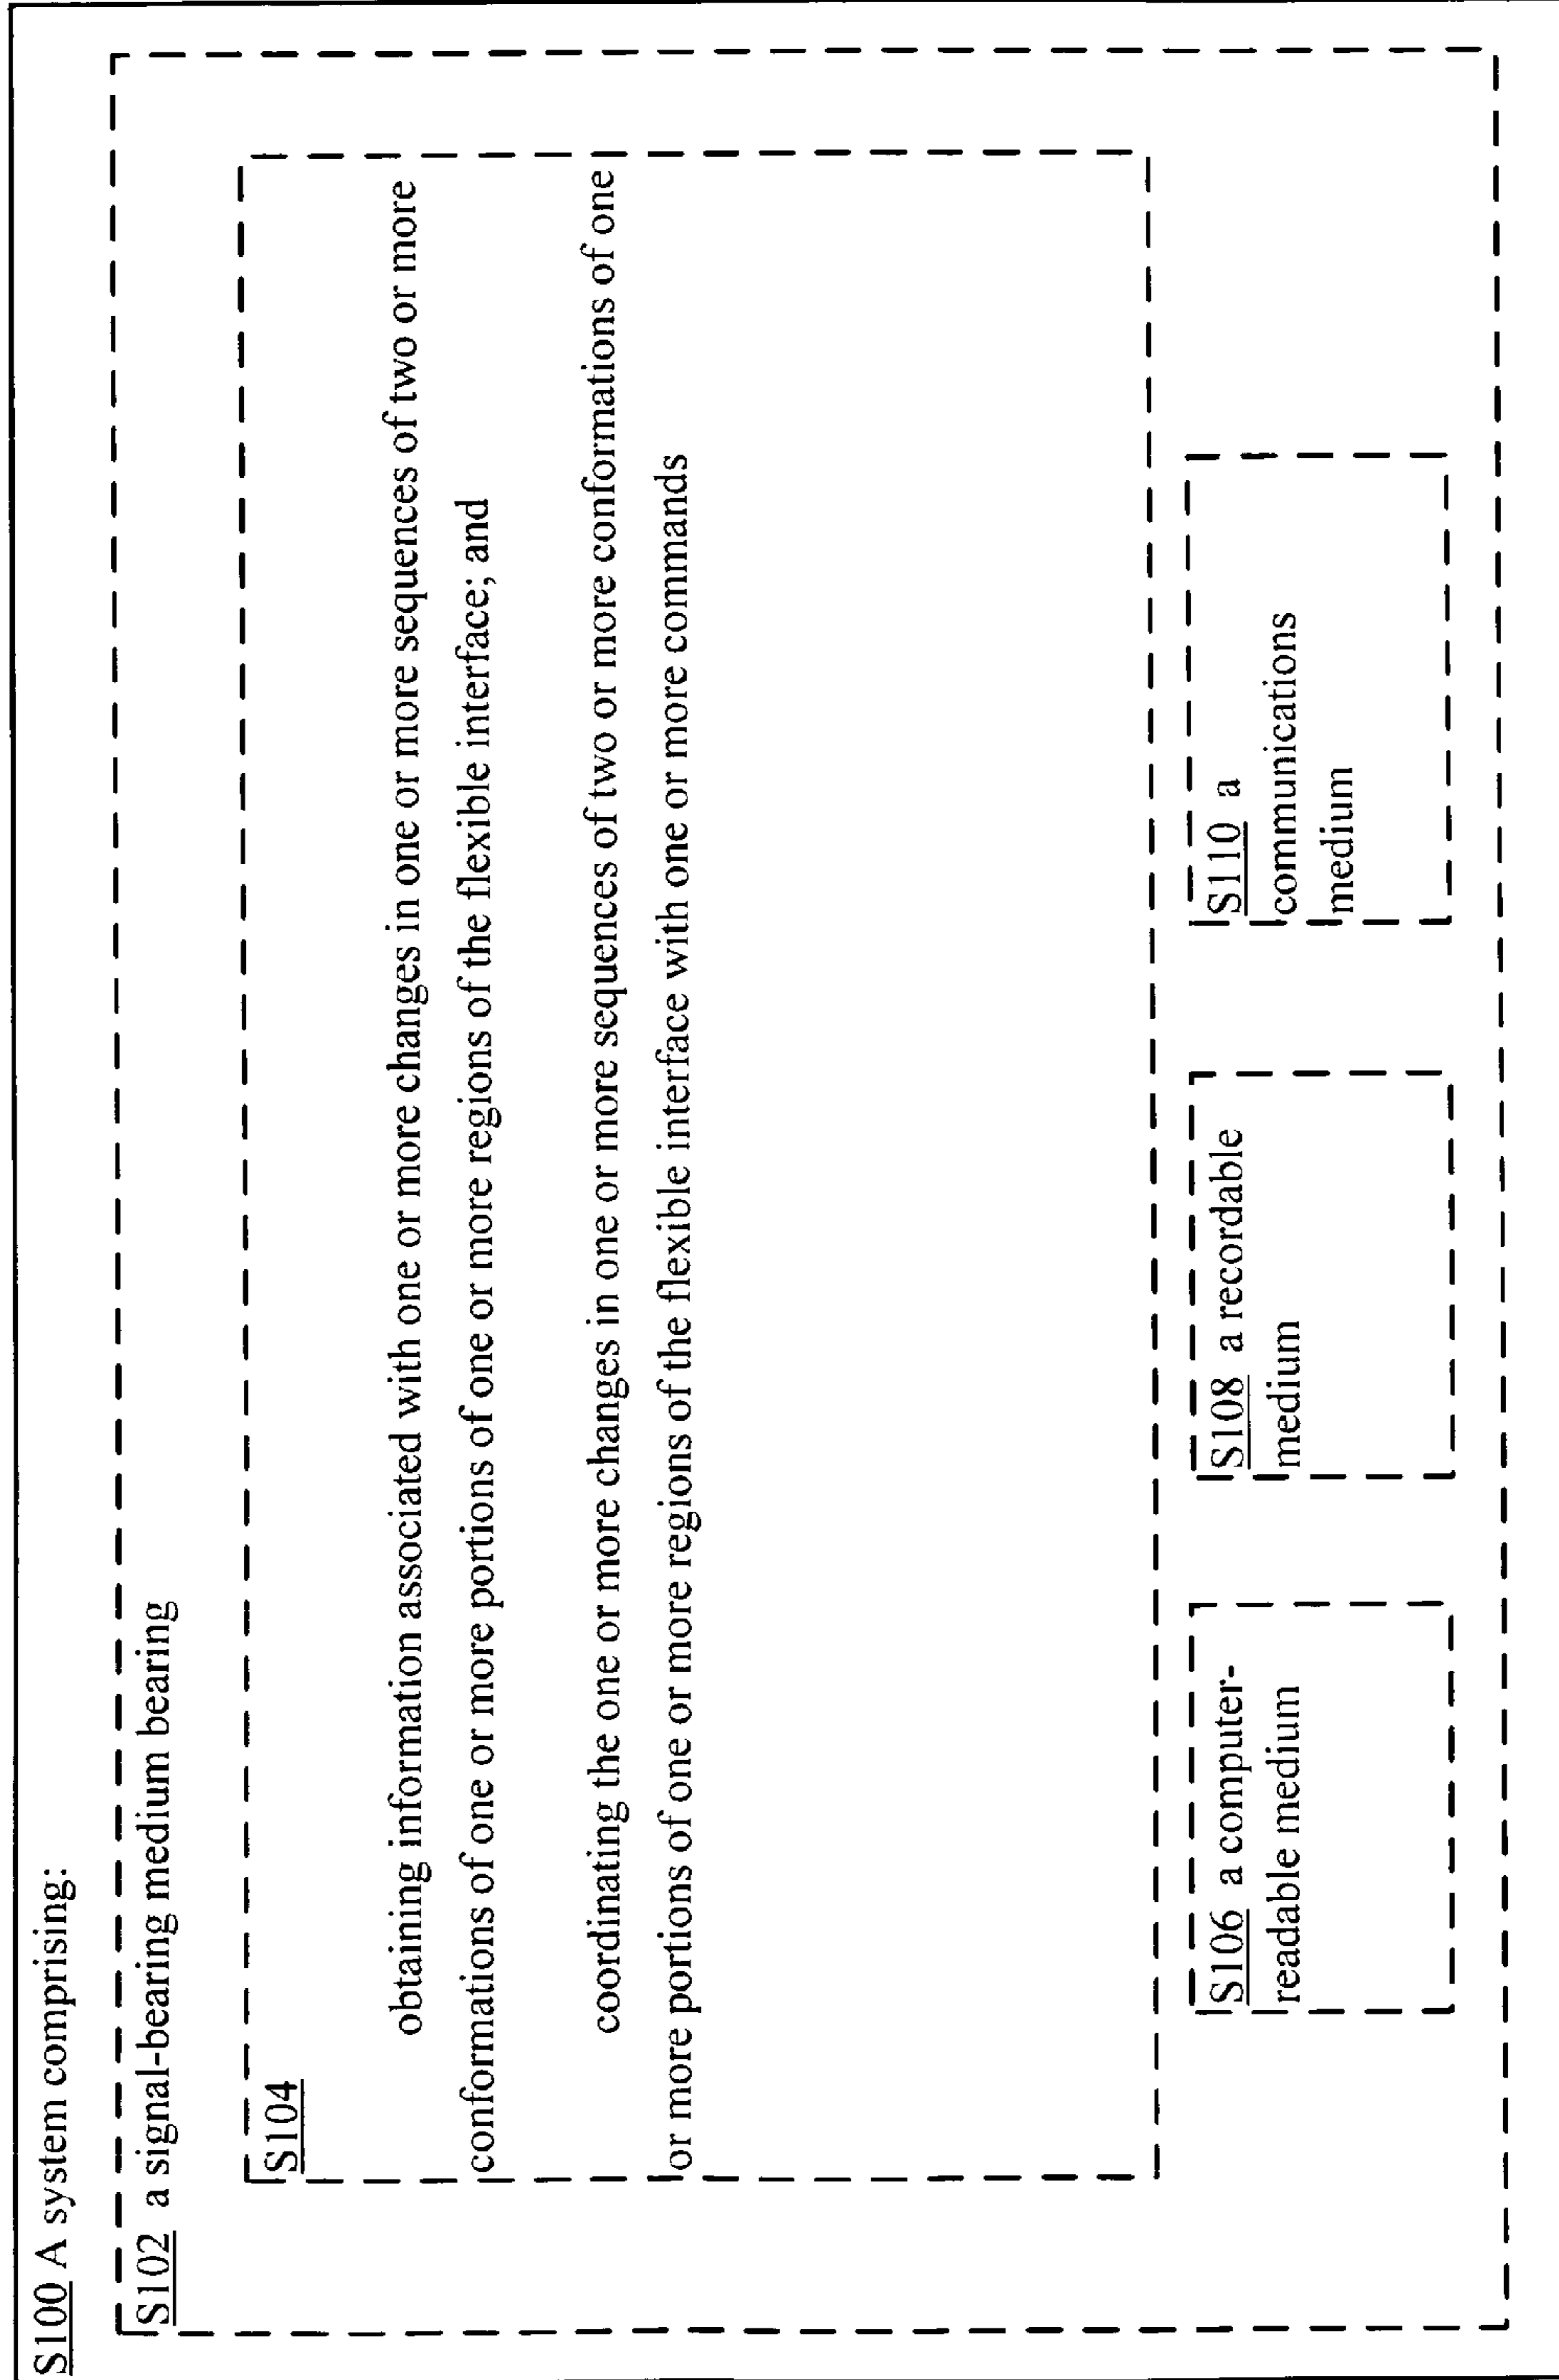 S100 A system comprising:
S102 a signal-bearing medium bearing
S104
obtaining information associated with one or more changes in one or more sequences of two or more
conformations of one or more portions of one or more regions of the flexible interface; and
coordinating the one or more changes in one or more sequences of two or more conformations of one
or more portions of one or more regions of the flexible interface with one or more commands
S106 a computer-
readable medium
S108 a recordable
medium
S110 a
communications
medium